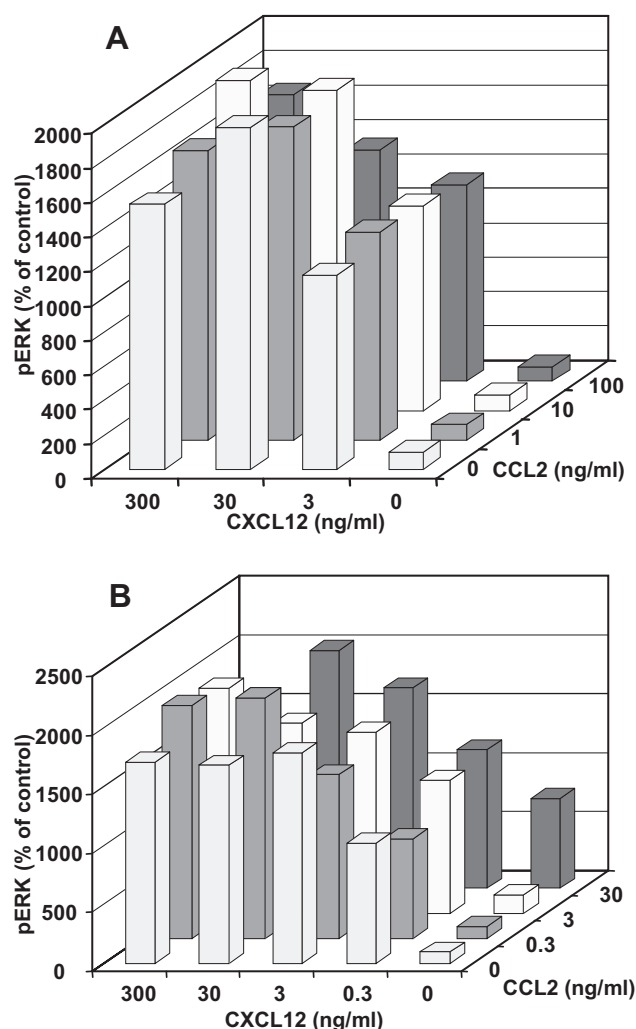 A
pERK (% of control)
2000
1800
1600
1400
1200
1000
800
600
400
200
0
300 30 3 0
CXCL12 (ng/ml)
0 1 10 100
CCL2 (ng/ml)
B
pERK (% of control)
2500
2000
1500
1000
500
0
300 30 3 0.3 0
CXCL12 (ng/ml)
0 0.3 3 30
CCL2 (ng/ml)